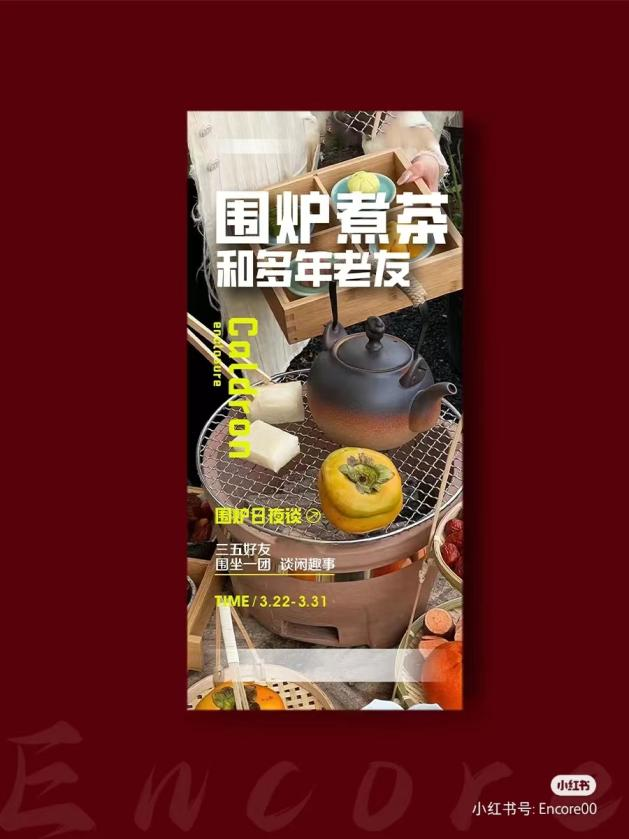 围炉煮茶
和多年老友
Caldron
enclosure
围炉日夜谈
三五好友
围坐一团 谈闲趣事
TIME / 3.22-3.31
Encore
小红书
小红书号: Encore00